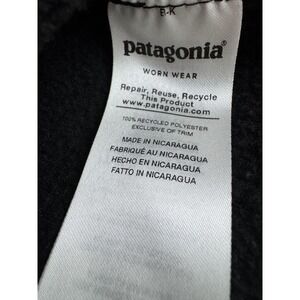 patagonia®
WORN WEAR
Repair, Reuse, Recycle
This Product
www.patagonia.com
100% RECYCLED POLYESTER
EXCLUSIVE OF TRIM
MADE IN NICARAGUA
FABRIQUÉ AU NICARAGUA
HECHO EN NICARAGUA
FATTO IN NICARAGUA